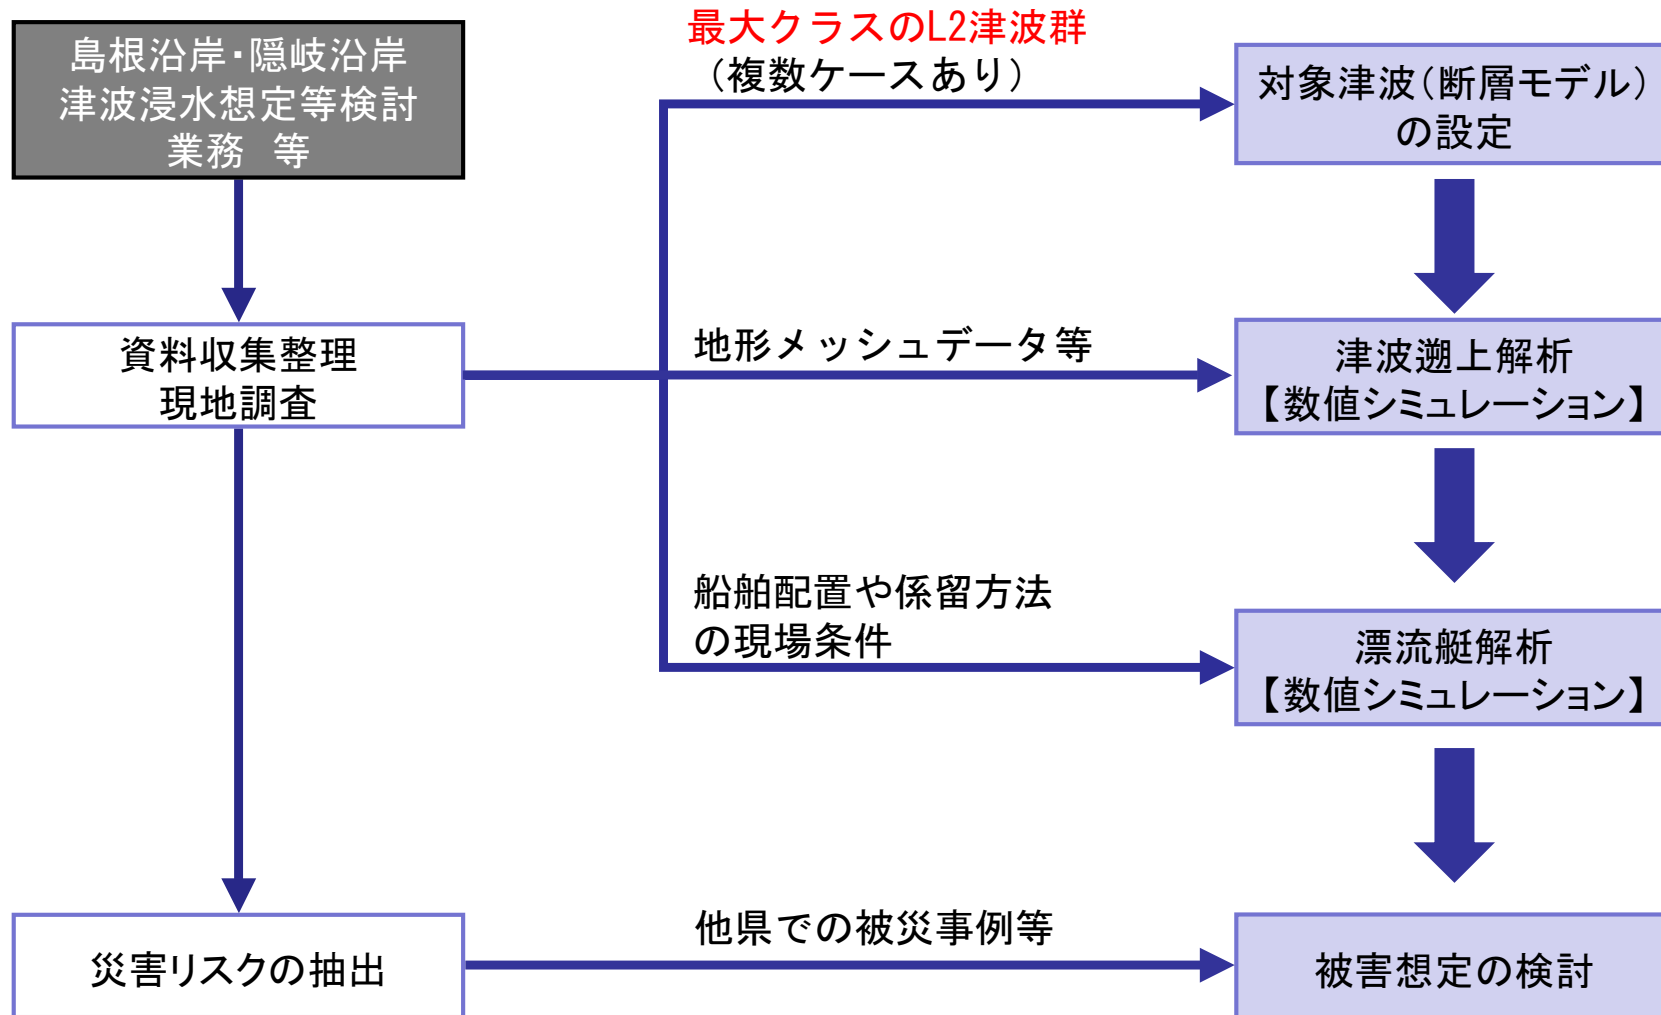 島根沿岸・隠岐沿岸
津波浸水想定等検討
業務　等
最大クラスのL2津波群
（複数ケースあり）
対象津波（断層モデル）
の設定
資料収集整理
現地調査
地形メッシュデータ等
津波遡上解析
【数値シミュレーション】
船舶配置や係留方法
の現場条件
漂流艇解析
【数値シミュレーション】
災害リスクの抽出
他県での被災事例等
被害想定の検討